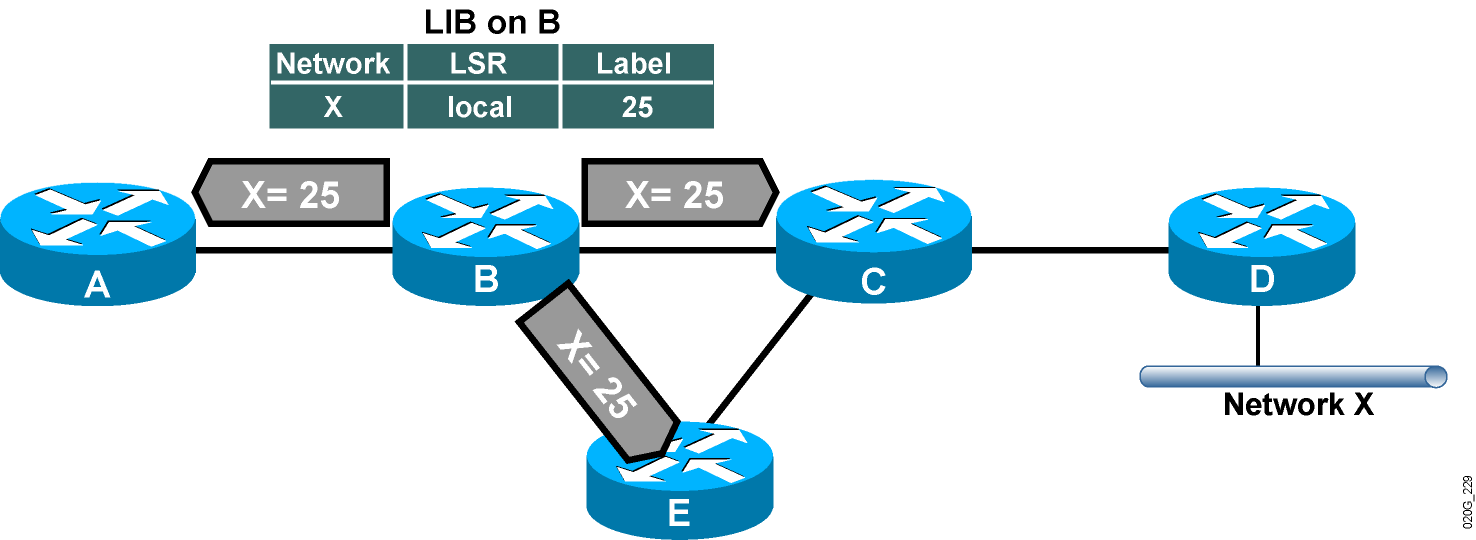 LIB on B
Network LSR Label
X local 25
X= 25 X= 25
A B C D
X= 25
Network X
E
020G_229